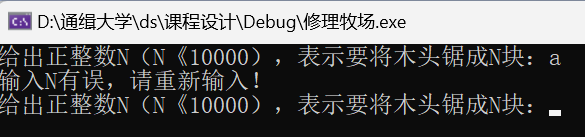 D:\通缉大学\ds\课程设计\Debug\修理牧场.exe
给出正整数N（N《10000），表示要将木头锯成N块：a
输入N有误，请重新输入！
给出正整数N（N《10000），表示要将木头锯成N块：